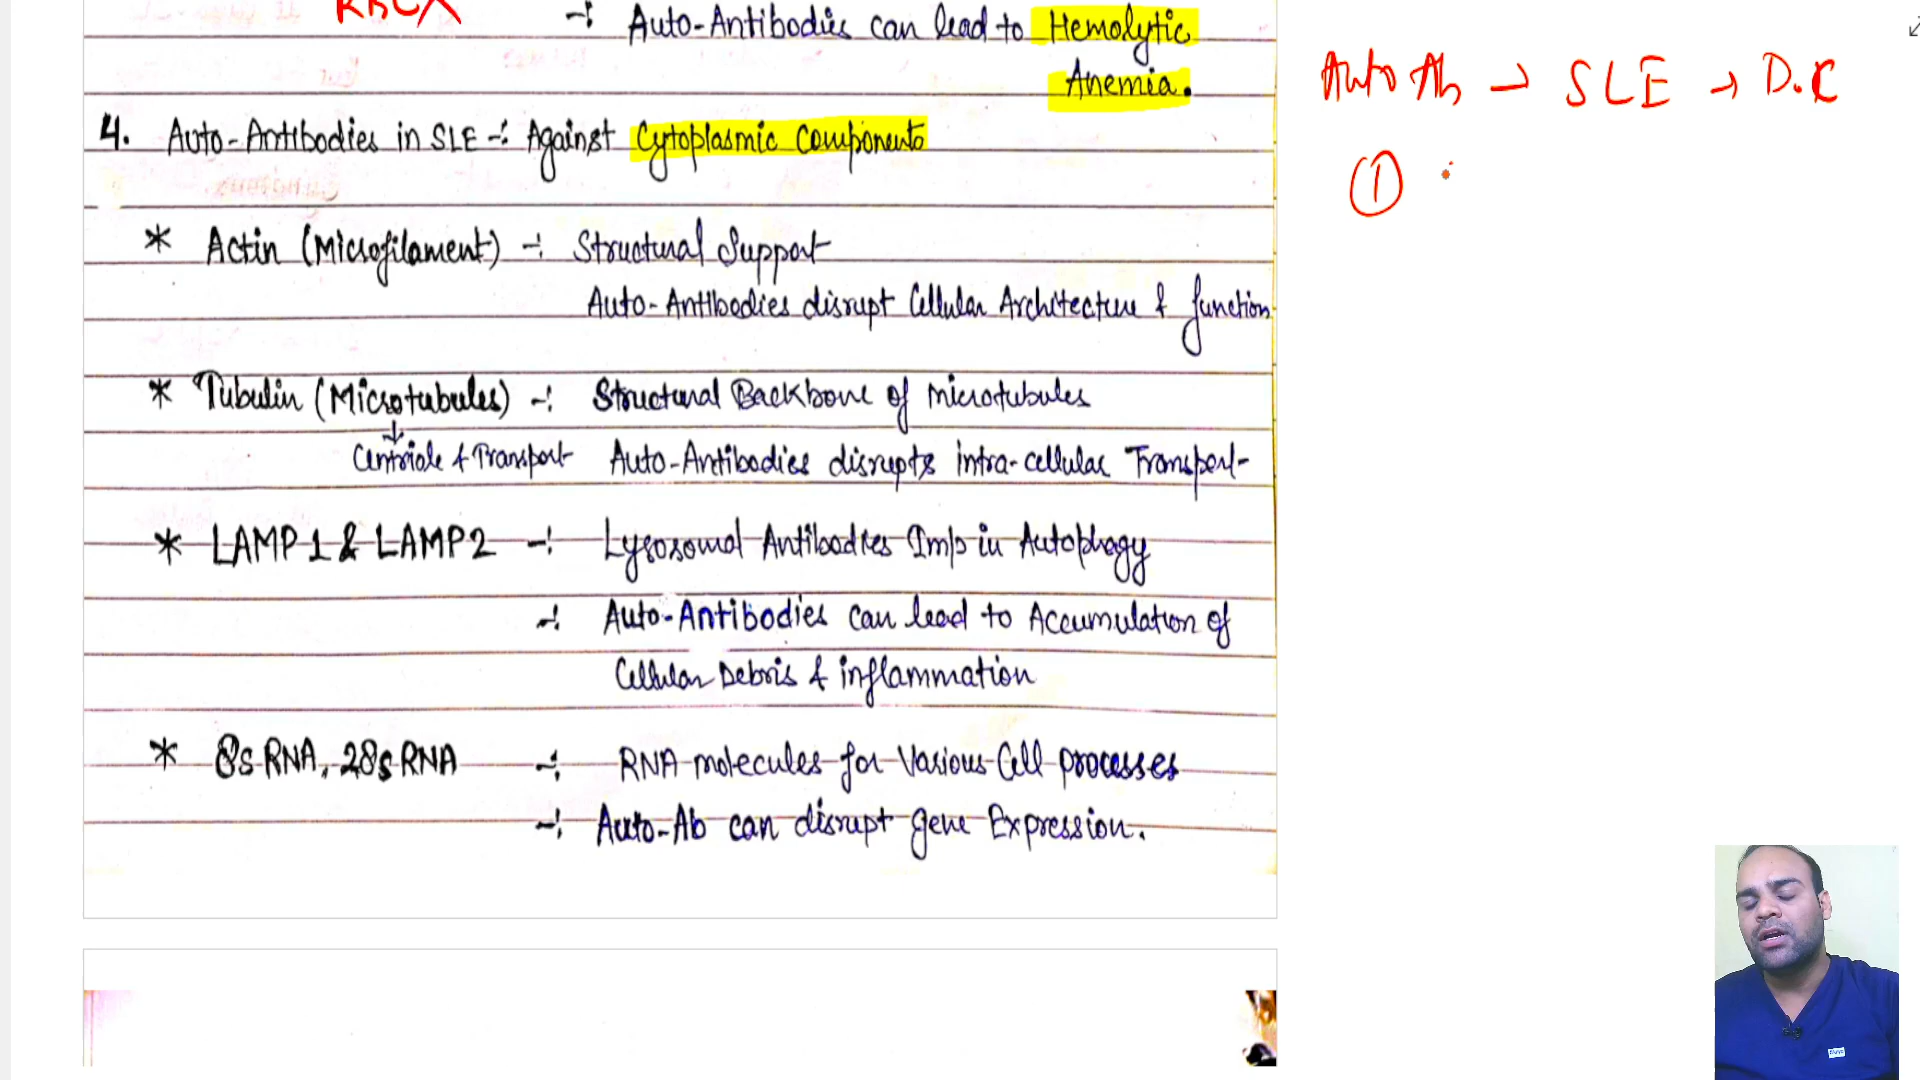 -: Auto-Antibodies can lead to Hemolytic
Anemia.
Auto Ab → SLE → D.C
①
4. Auto-Antibodies in SLE -: Against Cytoplasmic Components
* Actin (Microfilament) -: Structural Support
Auto-Antibodies disrupt Cellular Architecture & function
* Tubulin (Microtubules) -: Structural Backbone of microtubules
↓
Centriole & Transport Auto-Antibodies disrupts intra-cellular Transport
* LAMP1 & LAMP2 -: Lysosomal Antibodies Imp in Autophagy
-: Auto-Antibodies can lead to Accumulation of
Cellular Debris & inflammation
* 8s RNA, 28s RNA -: RNA molecules for Various Cell processes
-: Auto-Ab can disrupt gene Expression.